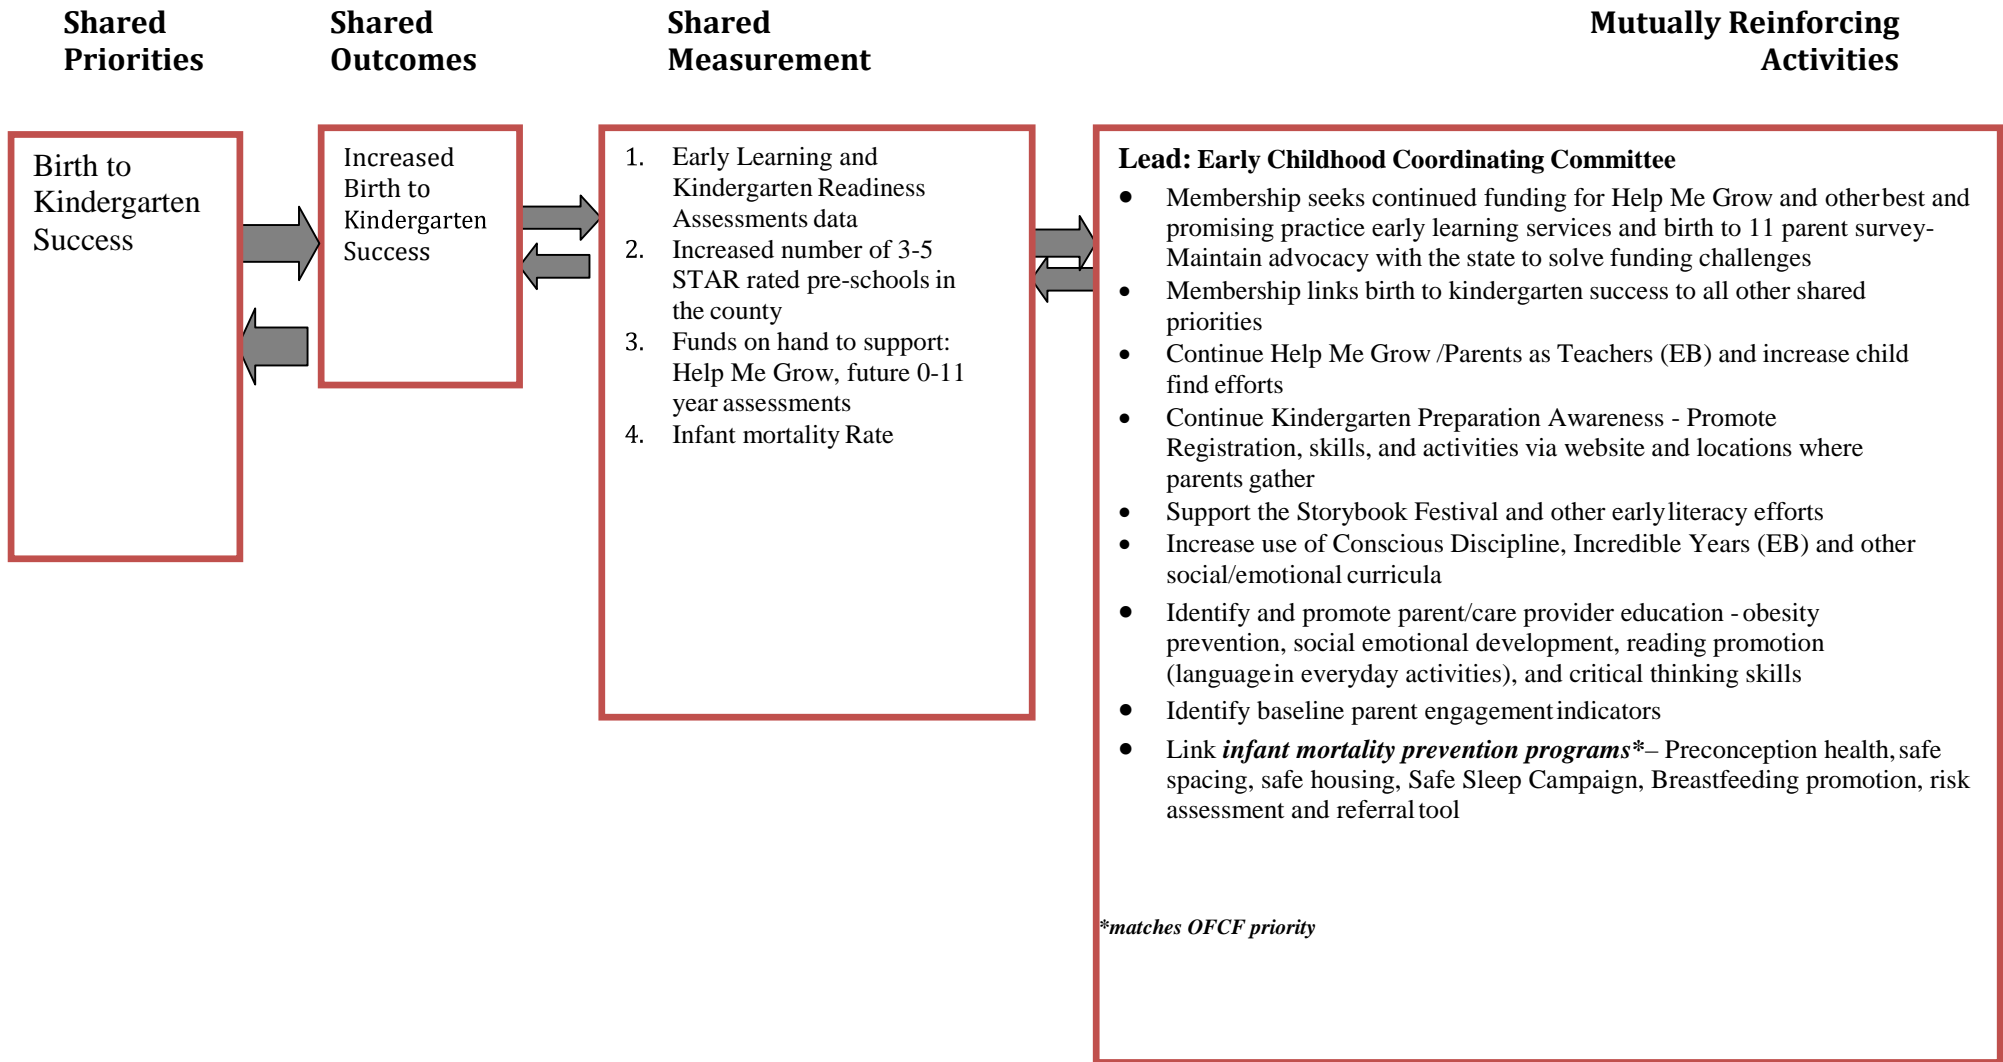 Shared Priorities
Shared Outcomes
Shared Measurement
Mutually Reinforcing Activities
Birth to
Kindergarten
Success
Increased
Birth to
Kindergarten
Success
1. Early Learning and
Kindergarten Readiness
Assessments data
2. Increased number of 3-5
STAR rated pre-schools in
the county
3. Funds on hand to support:
Help Me Grow, future 0-11
year assessments
4. Infant mortality Rate
Lead: Early Childhood Coordinating Committee
• Membership seeks continued funding for Help Me Grow and otherbest and
promising practice early learning services and birth to 11 parent survey-
Maintain advocacy with the state to solve funding challenges
• Membership links birth to kindergarten success to all other shared
priorities
• Continue Help Me Grow /Parents as Teachers (EB) and increase child
find efforts
• Continue Kindergarten Preparation Awareness - Promote
Registration, skills, and activities via website and locations where
parents gather
• Support the Storybook Festival and other earlyliteracy efforts
• Increase use of Conscious Discipline, Incredible Years (EB) and other
social/emotional curricula
• Identify and promote parent/care provider education - obesity
prevention, social emotional development, reading promotion
(languagein everyday activities), and critical thinking skills
• Identify baseline parent engagementindicators
• Link infant mortality prevention programs*– Preconception health, safe
spacing, safe housing, Safe Sleep Campaign, Breastfeeding promotion, risk
assessment and referraltool
*matches OFCF priority